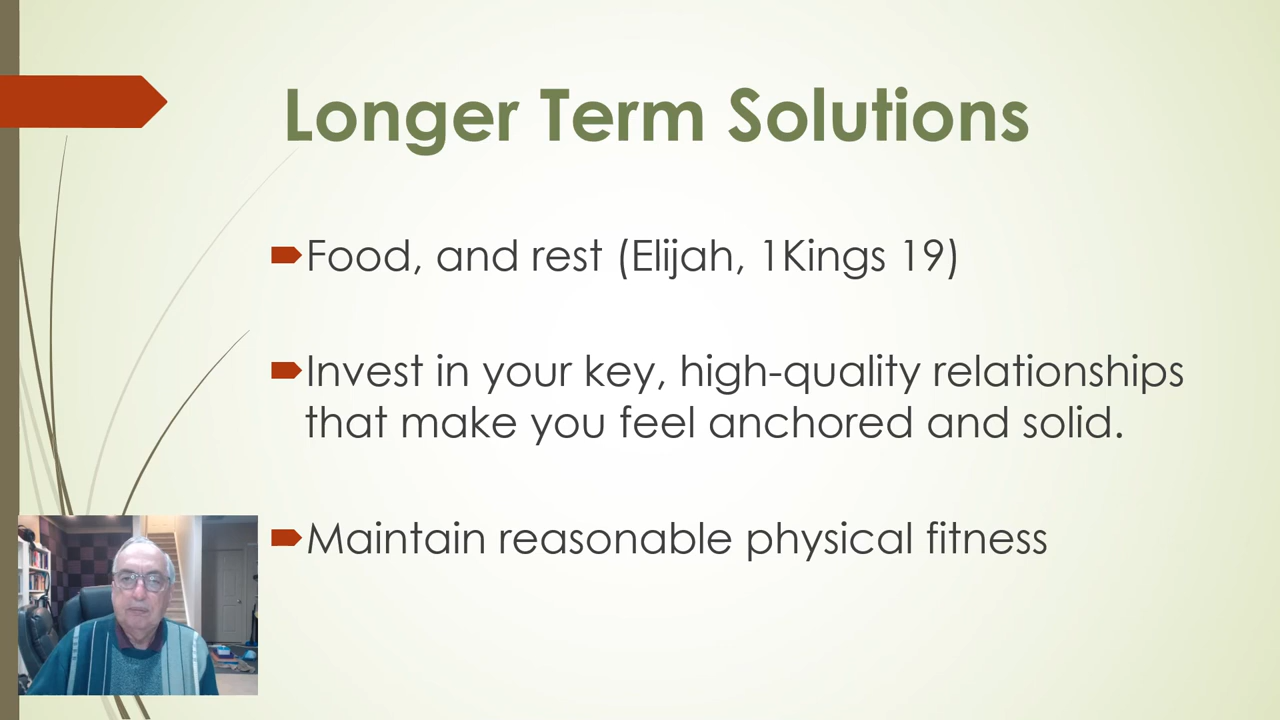 Longer Term Solutions
Food, and rest (Elijah, 1Kings 19)
Invest in your key, high-quality relationships
that make you feel anchored and solid.
Maintain reasonable physical fitness